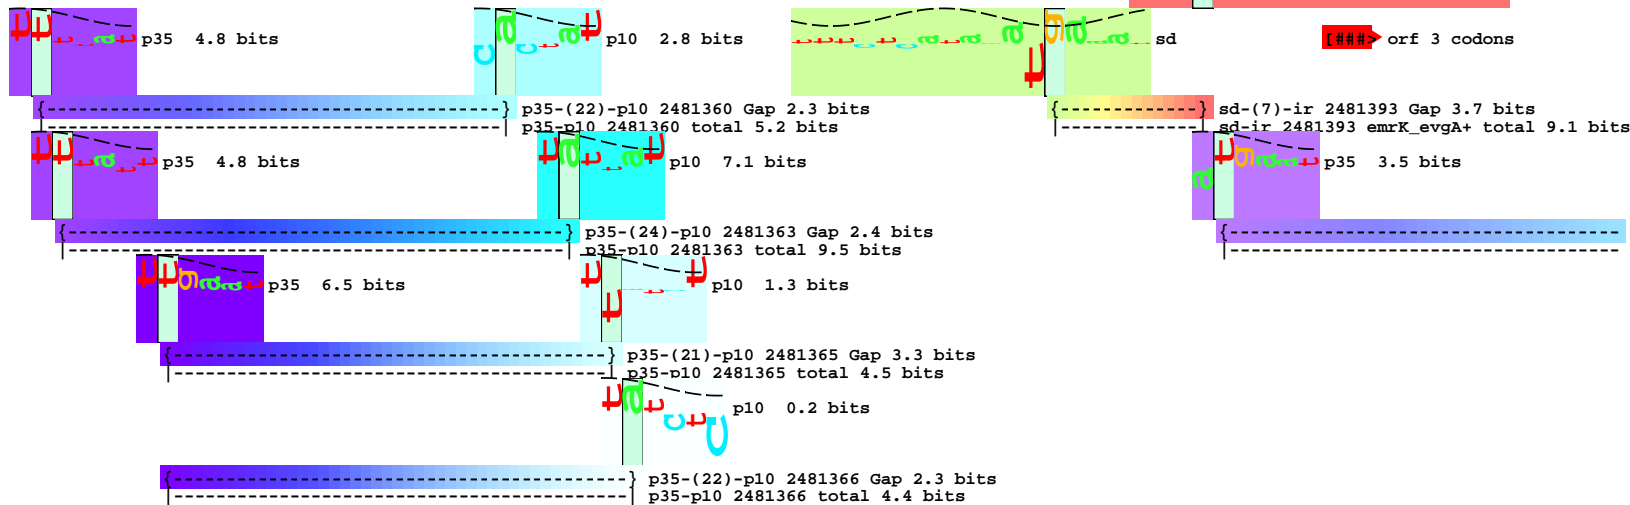 p35 4.8 bits
p10 2.8 bits
sd
[###> orf 3 codons
{---------------------------------------------} p35-(22)-p10 2481360 Gap 2.3 bits
{-------------} sd-(7)-ir 2481393 Gap 3.7 bits
p35-p10 2481360 total 5.2 bits
sd-ir 2481393 emrK_evgA+ total 9.1 bits
p35 4.8 bits
p10 7.1 bits
p35 3.5 bits
p35-(24)-p10 2481363 Gap 2.4 bits
p35-p10 2481363 total 9.5 bits
p35 6.5 bits
p10 1.3 bits
p35-(21)-p10 2481365 Gap 3.3 bits
p35-p10 2481365 total 4.5 bits
p10 0.2 bits
p35-(22)-p10 2481366 Gap 2.3 bits
p35-p10 2481366 total 4.4 bits